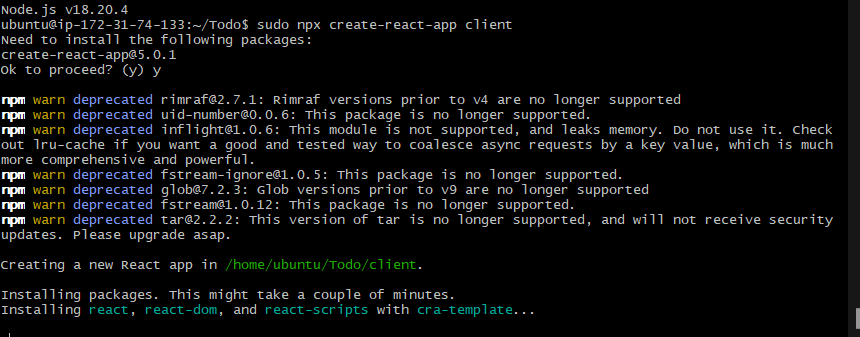 Node.js v18.20.4
ubuntu@ip-172-31-74-133:~/Todo$ sudo npx create-react-app client
Need to install the following packages:
create-react-app@5.0.1
Ok to proceed? (y) y
npm warn deprecated rimraf@2.7.1: Rimraf versions prior to v4 are no longer supported
npm warn deprecated uid-number@0.0.6: This package is no longer supported.
npm warn deprecated inflight@1.0.6: This module is not supported, and leaks memory. Do not use it. Check
out lru-cache if you want a good and tested way to coalesce async requests by a key value, which is much
more comprehensive and powerful.
npm warn deprecated fstream-ignore@1.0.5: This package is no longer supported.
npm warn deprecated glob@7.2.3: Glob versions prior to v9 are no longer supported
npm warn deprecated fstream@1.0.12: This package is no longer supported.
npm warn deprecated tar@2.2.2: This version of tar is no longer supported, and will not receive security
updates. Please upgrade asap.
Creating a new React app in /home/ubuntu/Todo/client.
Installing packages. This might take a couple of minutes.
Installing react, react-dom, and react-scripts with cra-template...